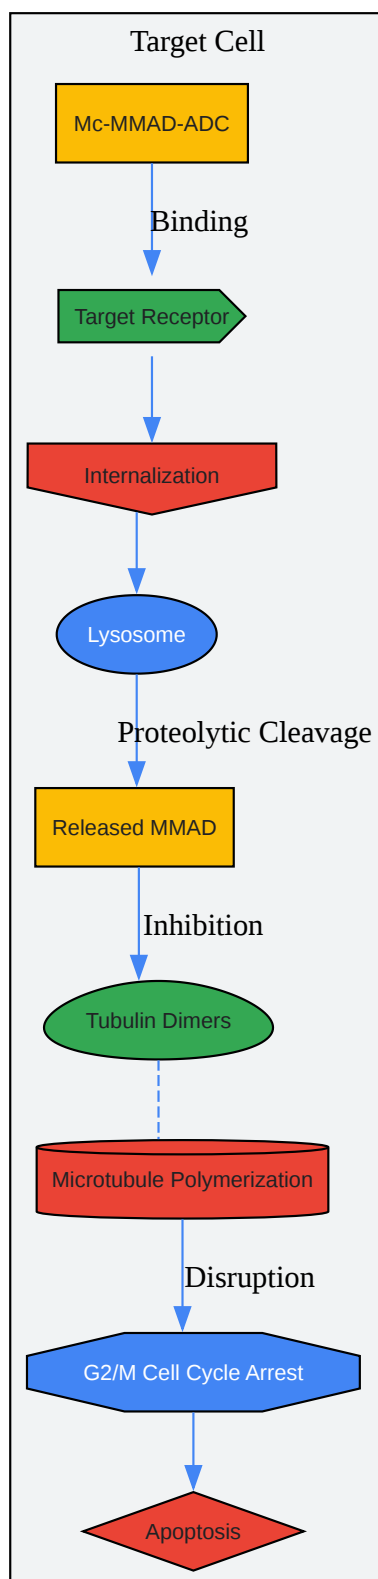 Target Cell
Mc-MMAD-ADC
Binding
Target Receptor
Internalization
Lysosome
Proteolytic Cleavage
Released MMAD
Inhibition
Tubulin Dimers
Microtubule Polymerization
Disruption
G2/M Cell Cycle Arrest
Apoptosis